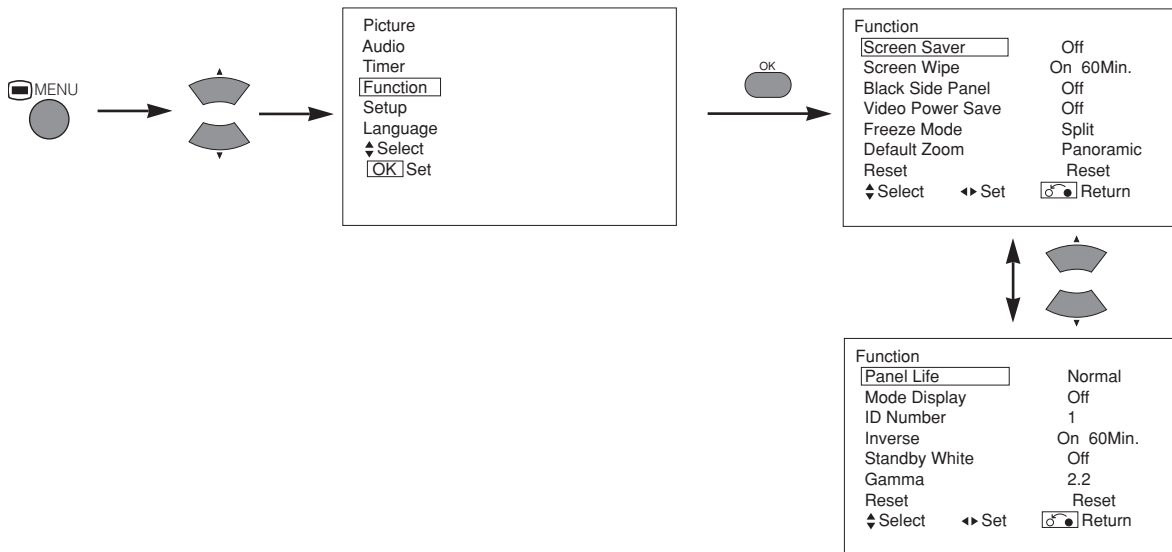 MENU
Picture
Audio
Timer
Function
Setup
Language
Select
OK Set
OK
Function
Screen Saver Off
Screen Wipe On 60Min.
Black Side Panel Off
Video Power Save Off
Freeze Mode Split
Default Zoom Panoramic
Reset Reset
Select Set Return
Function
Panel Life Normal
Mode Display Off
ID Number 1
Inverse On 60Min.
Standby White Off
Gamma 2.2
Reset Reset
Select Set Return